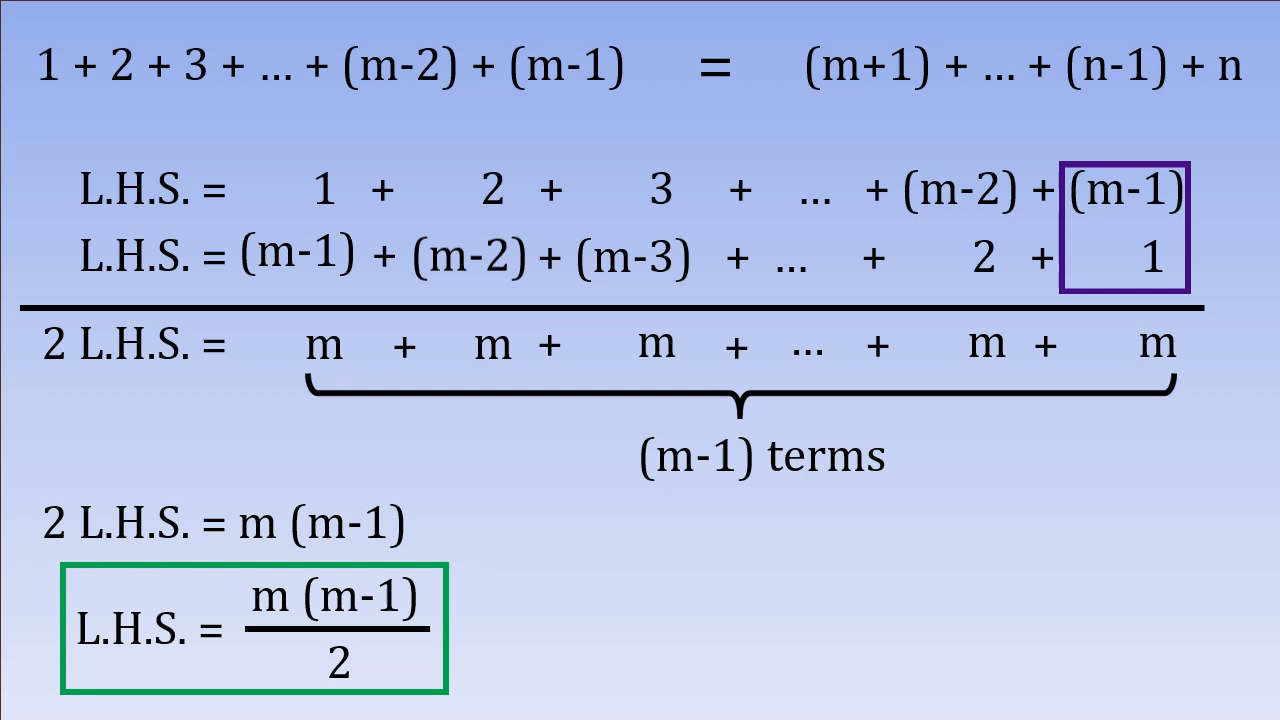 1 + 2 + 3 + ... + (m-2) + (m-1) = (m+1) + ... + (n-1) + n
L.H.S. = 1 + 2 + 3 + ... + (m-2) + (m-1)
L.H.S. = (m-1) + (m-2) + (m-3) + ... + 2 + 1
2 L.H.S. = m + m + m + ... + m + m
(m-1) terms
2 L.H.S. = m (m-1)
m (m-1)
L.H.S. =
2